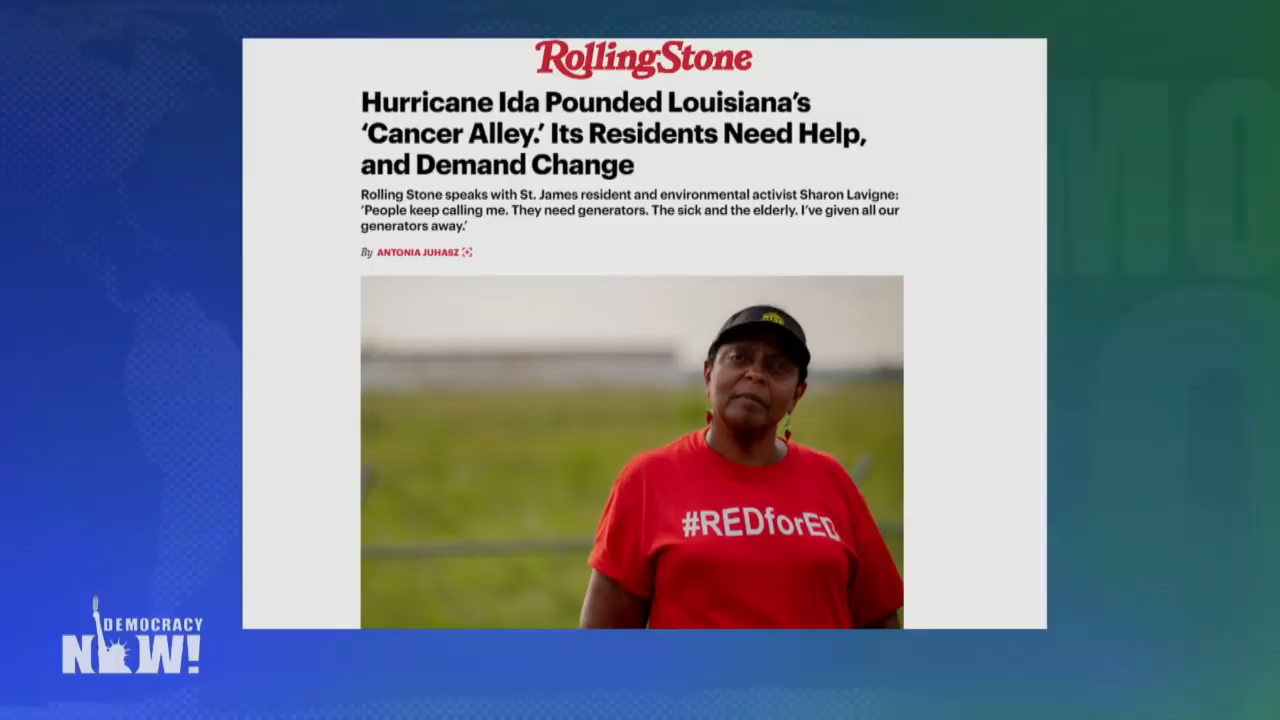 RollingStone
Hurricane Ida Pounded Louisiana's
'Cancer Alley.' Its Residents Need Help,
and Demand Change
Rolling Stone speaks with St. James resident and environmental activist Sharon Lavigne:
'People keep calling me. They need generators. The sick and the elderly. I've given all our
generators away.'
By ANTONIA JUHASZ
RISE
#REDforED
DEMOCRACY
NOW!
MO